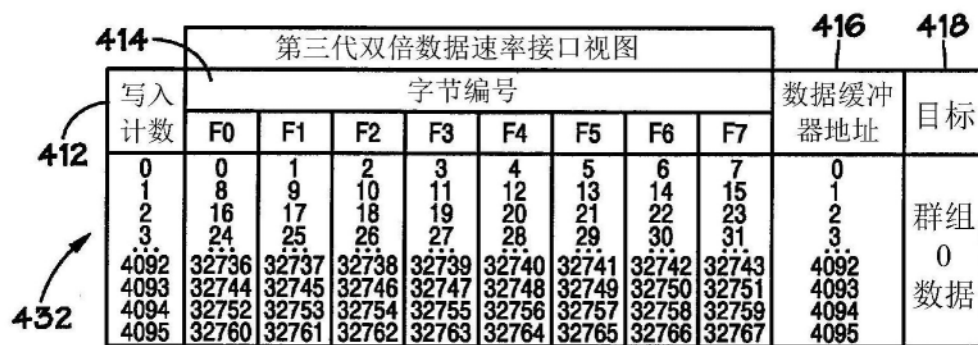 414 416 418
第三代双倍数据速率接口视图
写入计数 字节编号 数据缓冲器地址 目标
412 F0 F1 F2 F3 F4 F5 F6 F7
0 0 1 2 3 4 5 6 7 0
1 8 9 10 11 12 13 14 15 1
2 16 17 18 19 20 21 22 23 2
3 24 25 26 27 28 29 30 31 3
... ... ... ... ... ... ... ... ... ...
4092 32736 32737 32738 32739 32740 32741 32742 32743 4092
4093 32744 32745 32746 32747 32748 32749 32750 32751 4093
4094 32752 32753 32754 32755 32756 32757 32758 32759 4094
4095 32760 32761 32762 32763 32764 32765 32766 32767 4095
群组
0
数据
432